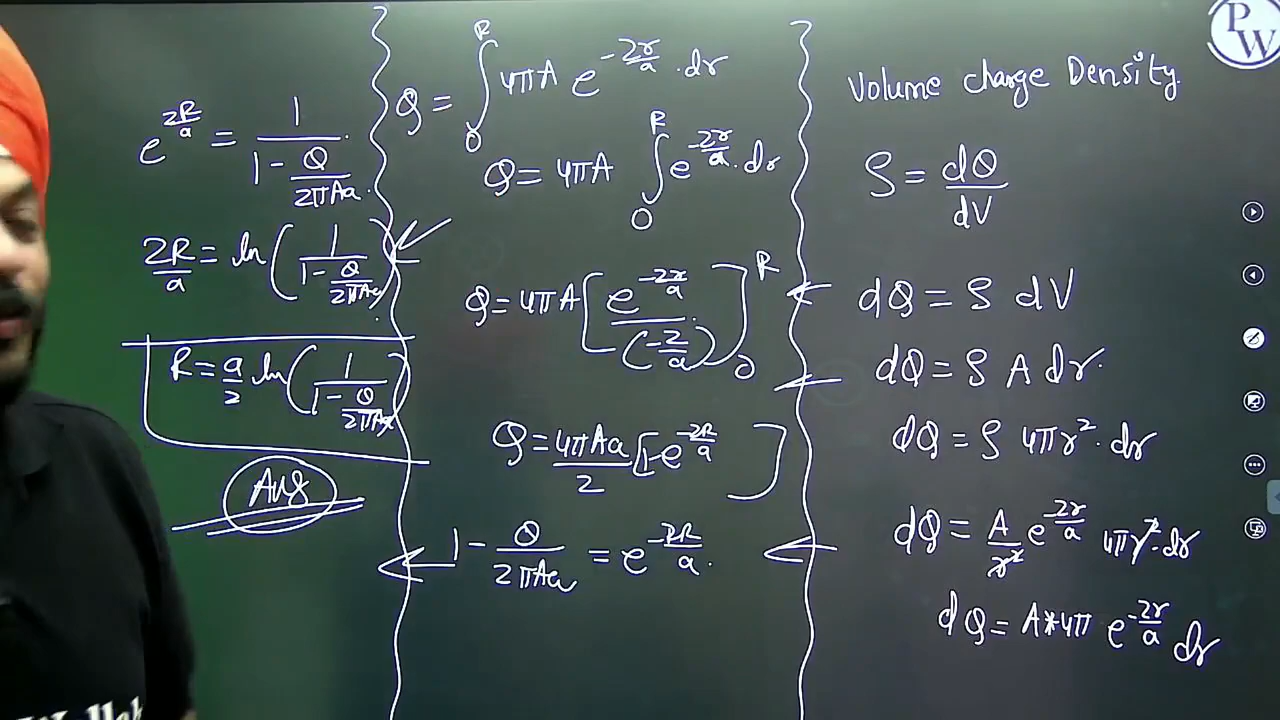 PW
Volume charge Density
ρ = dQ/dV
dQ = ρ dV
dQ = ρ A dr.
dQ = ρ 4πr². dr
dQ = A/r² e^(-2r/a) 4πr². dr
dQ = A*4π e^(-2r/a) dr
Q = ∫₀^R 4πA e^(-2r/a) . dr
Q = 4πA ∫₀^R e^(-2r/a) . dr
Q = 4πA [e^(-2r/a) / (-2/a)]₀^R
Q = 4πAa/2 [1-e^(-2R/a)]
1 - Q/2πAa = e^(-2R/a).
e^(2R/a) = 1/(1 - Q/2πAa).
2R/a = ln(1/(1 - Q/2πAa))
R = a/2 ln(1/(1 - Q/2πAa))
Ans